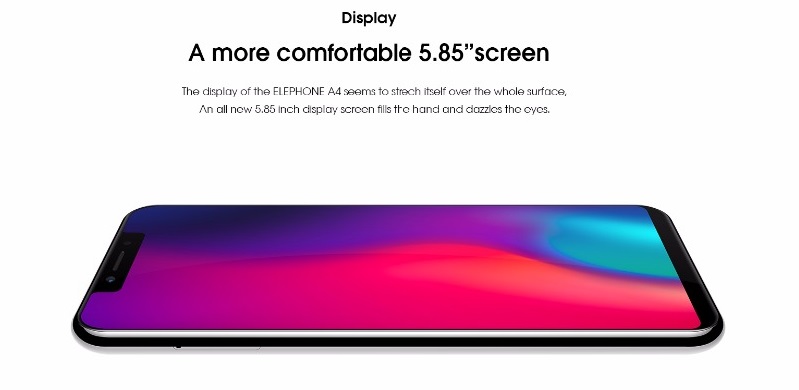 Display
A more comfortable 5.85”screen
The display of the ELEPHONE A4 seems to strech itself over the whole surface,
An all new 5.85 inch display screen fills the hand and dazzles the eyes.